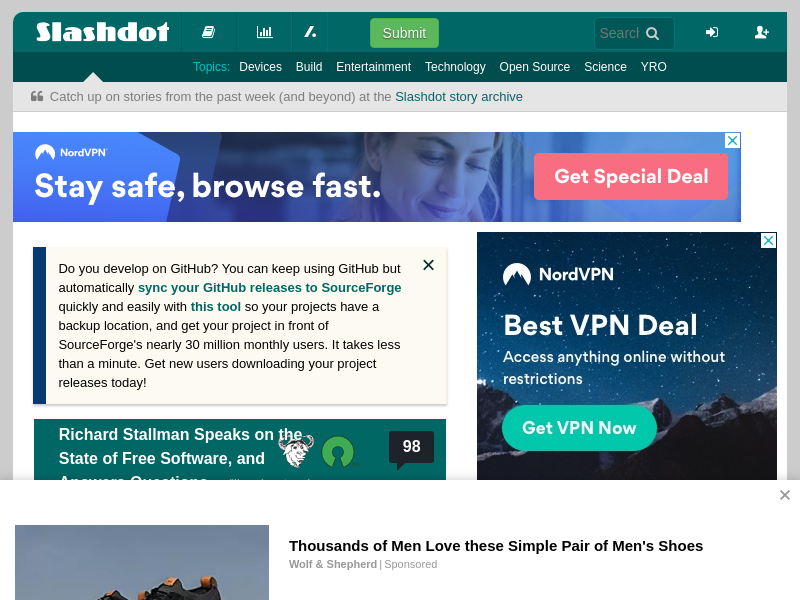 Slashdot
Submit
Search
Topics: Devices Build Entertainment Technology Open Source Science YRO
Catch up on stories from the past week (and beyond) at the Slashdot story archive
NordVPN
Stay safe, browse fast.
Get Special Deal
Do you develop on GitHub? You can keep using GitHub but
automatically sync your GitHub releases to SourceForge
quickly and easily with this tool so your projects have a
backup location, and get your project in front of
SourceForge's nearly 30 million monthly users. It takes less
than a minute. Get new users downloading your project
releases today!
NordVPN
Best VPN Deal
Access anything online without
restrictions
Get VPN Now
Richard Stallman Speaks on the
State of Free Software, and
Answers Questions
98
Thousands of Men Love these Simple Pair of Men's Shoes
Wolf & Shepherd | Sponsored